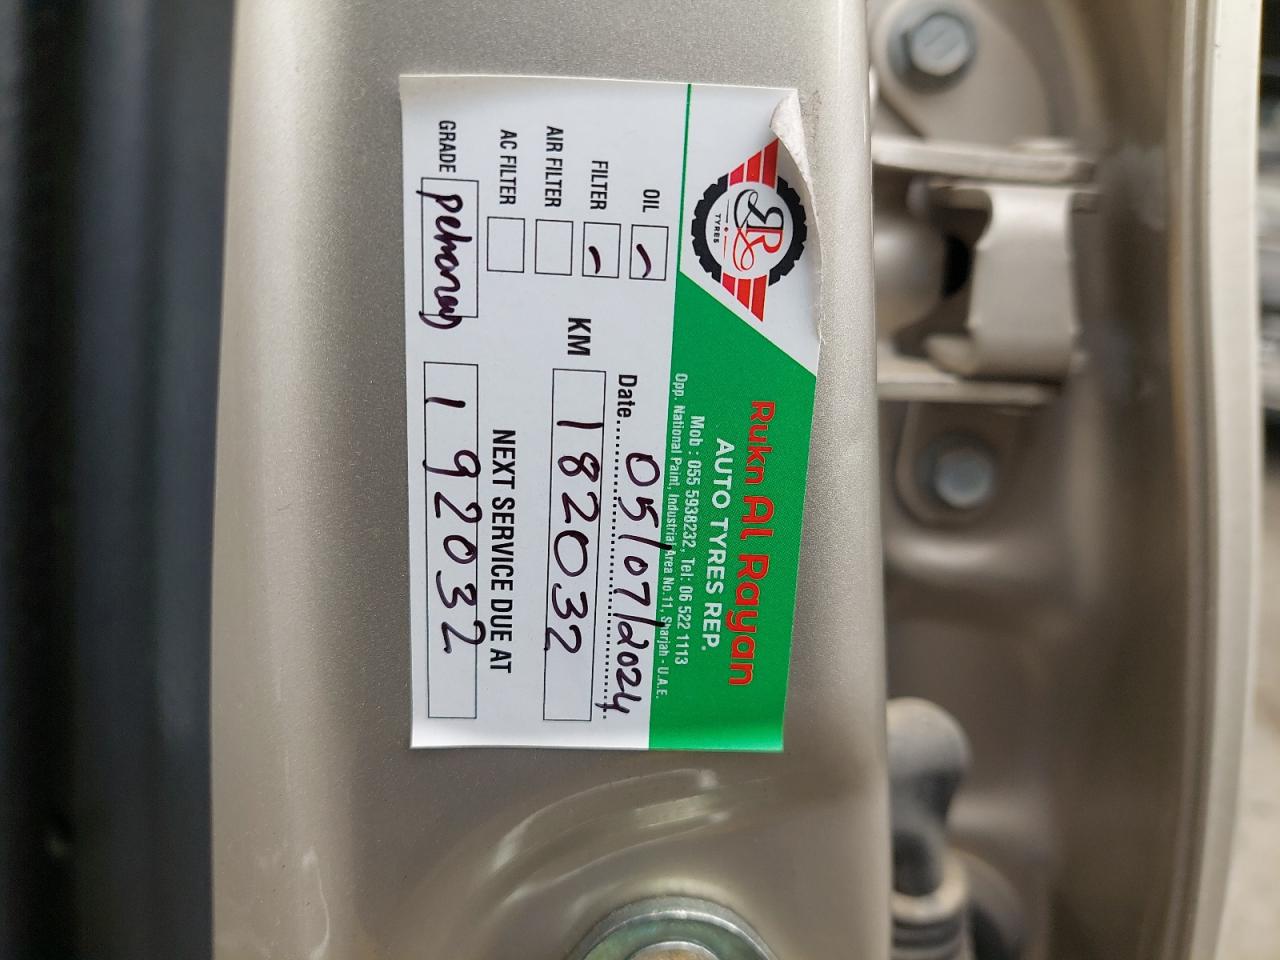 RR
TYRES
Rukn Al Rayan
AUTO TYRES REP.
Mob : 055 5938232, Tel: 06 522 1113
Opp. National Paint, Industrial Area No.11, Sharjah - U.A.E.
OIL
FILTER
AIR FILTER
AC FILTER
Date 05/07/2024
KM 182032
NEXT SERVICE DUE AT
GRADE petronas 192032